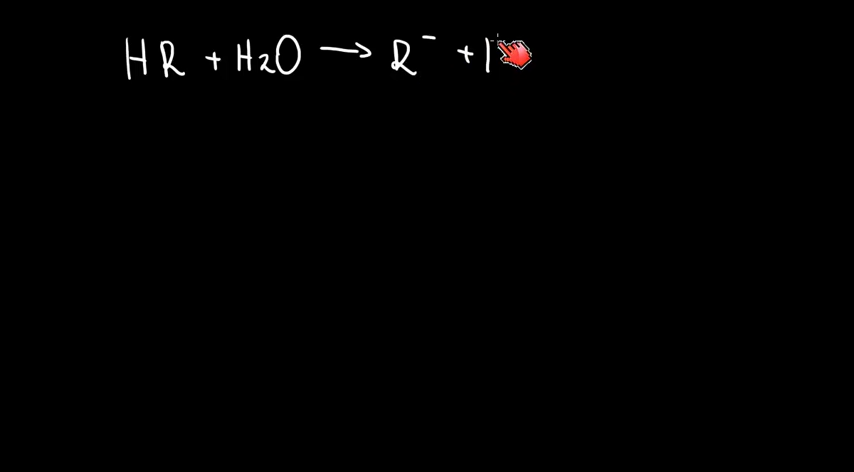 HR + H2O → R⁻ +